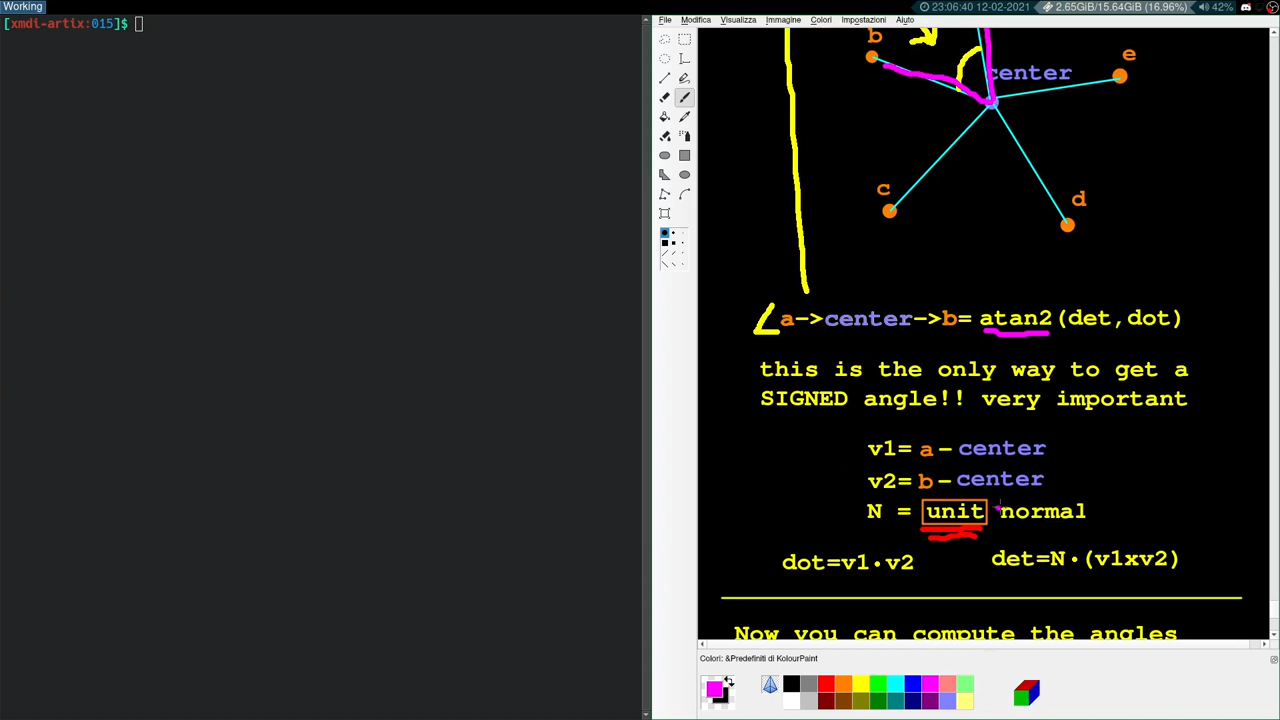 Working
23:06:40 12-02-2021 2.65GiB/15.64GiB (16.96%) 42%
[xmdi-artix:015]$
File Modifica Visualizza Immagine Colori Impostazioni Aiuto
b
e
center
c
d
a->center->b= atan2(det,dot)
this is the only way to get a
SIGNED angle!! very important
v1= a-center
v2= b-center
N = unit normal
dot=v1·v2 det=N·(v1xv2)
Now you can compute the angles
Colori: &Predefiniti di KolourPaint